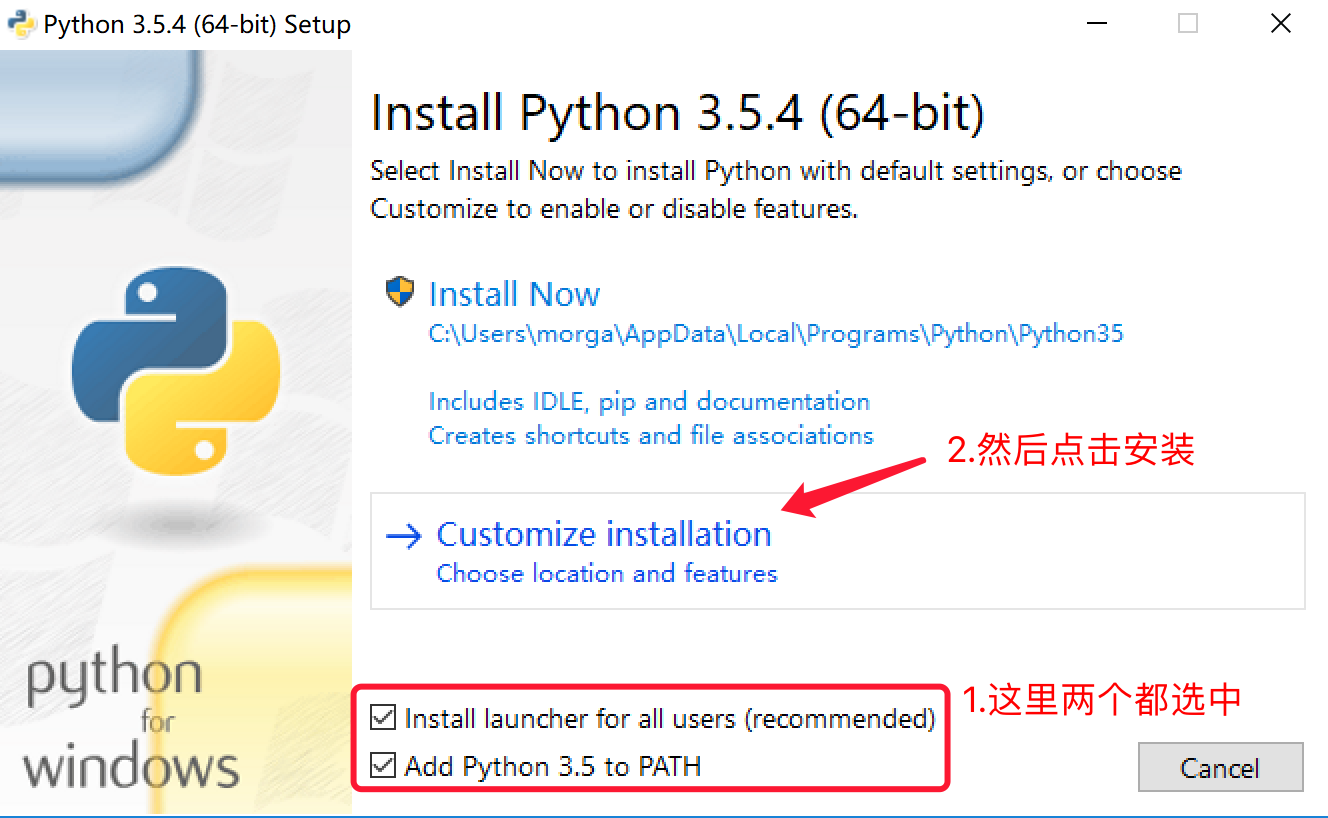 Python 3.5.4 (64-bit) Setup
Install Python 3.5.4 (64-bit)
Select Install Now to install Python with default settings, or choose
Customize to enable or disable features.
Install Now
C:\Users\morga\AppData\Local\Programs\Python\Python35
Includes IDLE, pip and documentation
Creates shortcuts and file associations
2.然后点击安装
Customize installation
Choose location and features
python
for
windows
1.这里两个都选中
Install launcher for all users (recommended)
Add Python 3.5 to PATH
Cancel